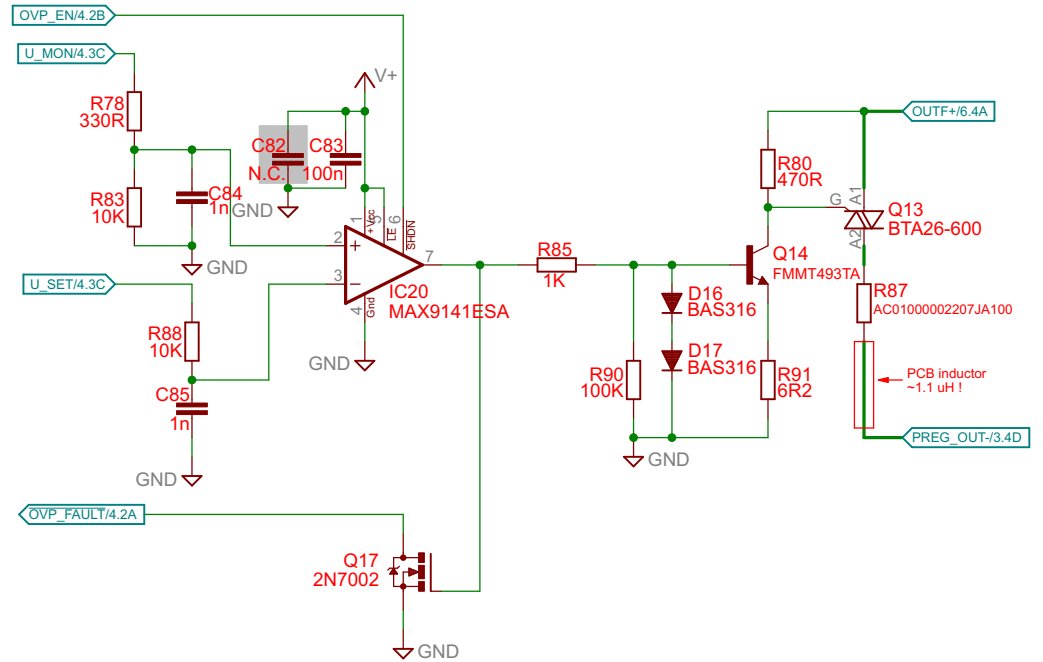 OVP_EN/4.2B
U_MON/4.3C
V+
R78
330R
C82
N.C.
C83
100n
OUTF+/6.4A
R80
470R
R83
10K
C84
1n
GND
GND
1
+Vcc
5
LE
6
SHDN
2
+
3
−
7
4
Gnd
IC20
MAX9141ESA
GND
G
A1
A2
Q13
BTA26-600
R85
1K
Q14
FMMT493TA
U_SET/4.3C
R88
10K
C85
1n
GND
D16
BAS316
D17
BAS316
R87
AC01000002207JA100
R90
100K
R91
6R2
PCB inductor
~1.1 uH !
GND
PREG_OUT-/3.4D
OVP_FAULT/4.2A
Q17
2N7002
GND